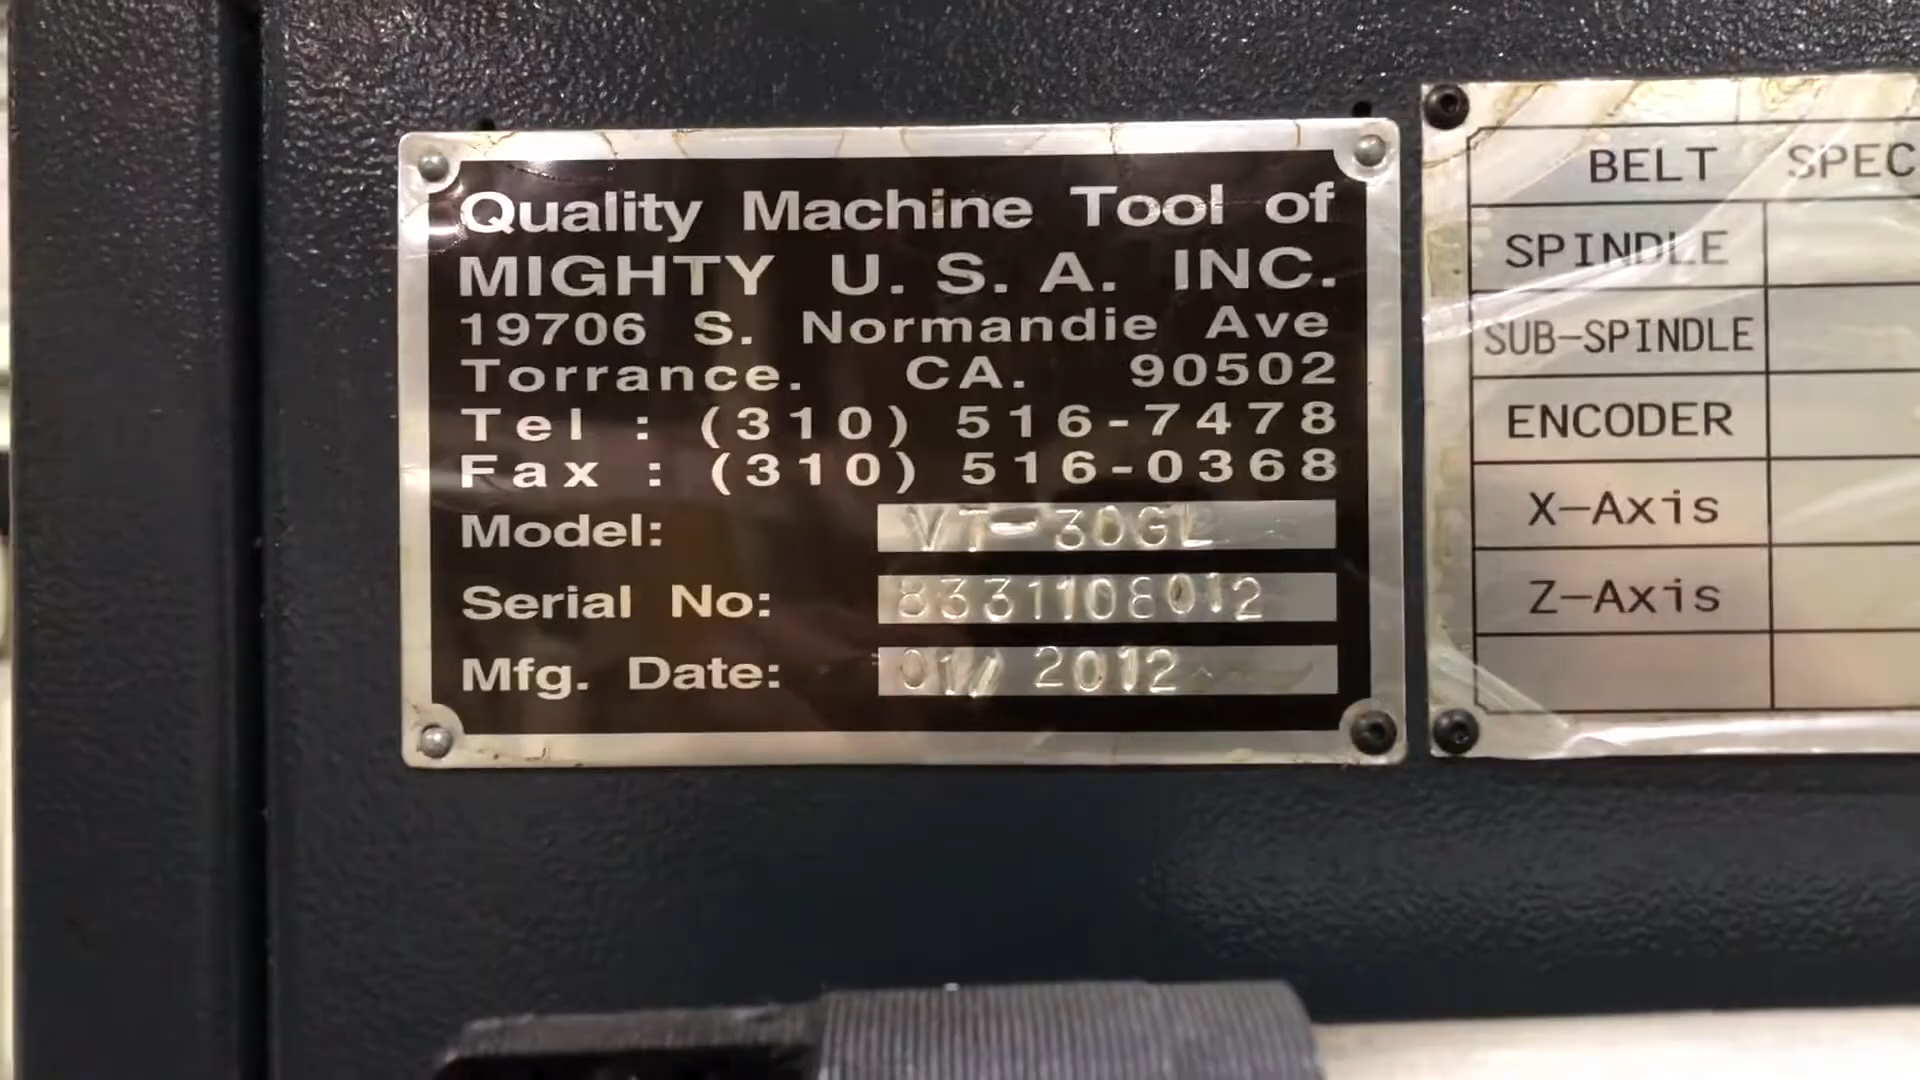 Quality Machine Tool of
MIGHTY U. S. A. INC.
19706 S. Normandie Ave
Torrance. CA. 90502
Tel : (310) 516-7478
Fax : (310) 516-0368
Model: VT-30GL
Serial No:
Mfg. Date: 01/ 2012
BELT SPEC
SPINDLE
SUB-SPINDLE
ENCODER
X-Axis
Z-Axis